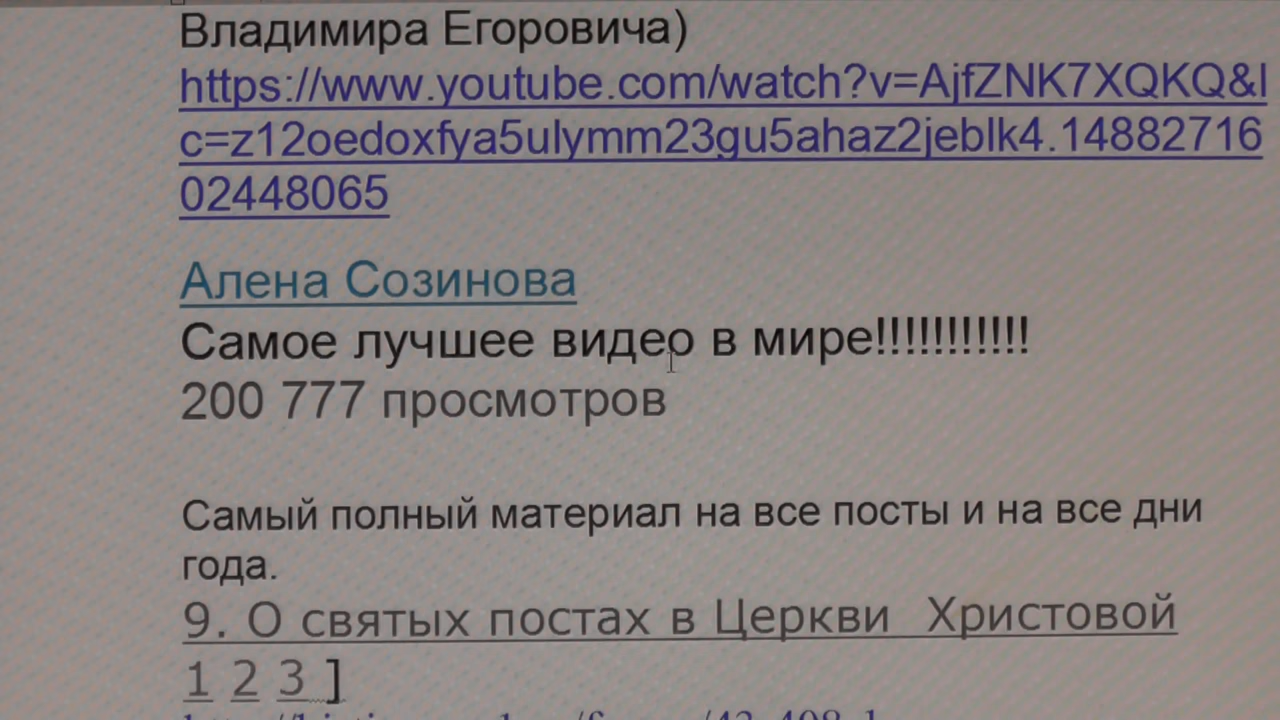 Владимира Егоровича)
https://www.youtube.com/watch?v=AjfZNK7XQKQ&l
c=z12oedoxfya5ulymm23gu5ahaz2jeblk4.14882716
02448065
Алена Созинова
Самое лучшее видео в мире!!!!!!!!!!!
200 777 просмотров
Самый полный материал на все посты и на все дни
года.
9. О святых постах в Церкви Христовой
1 2 3 ]